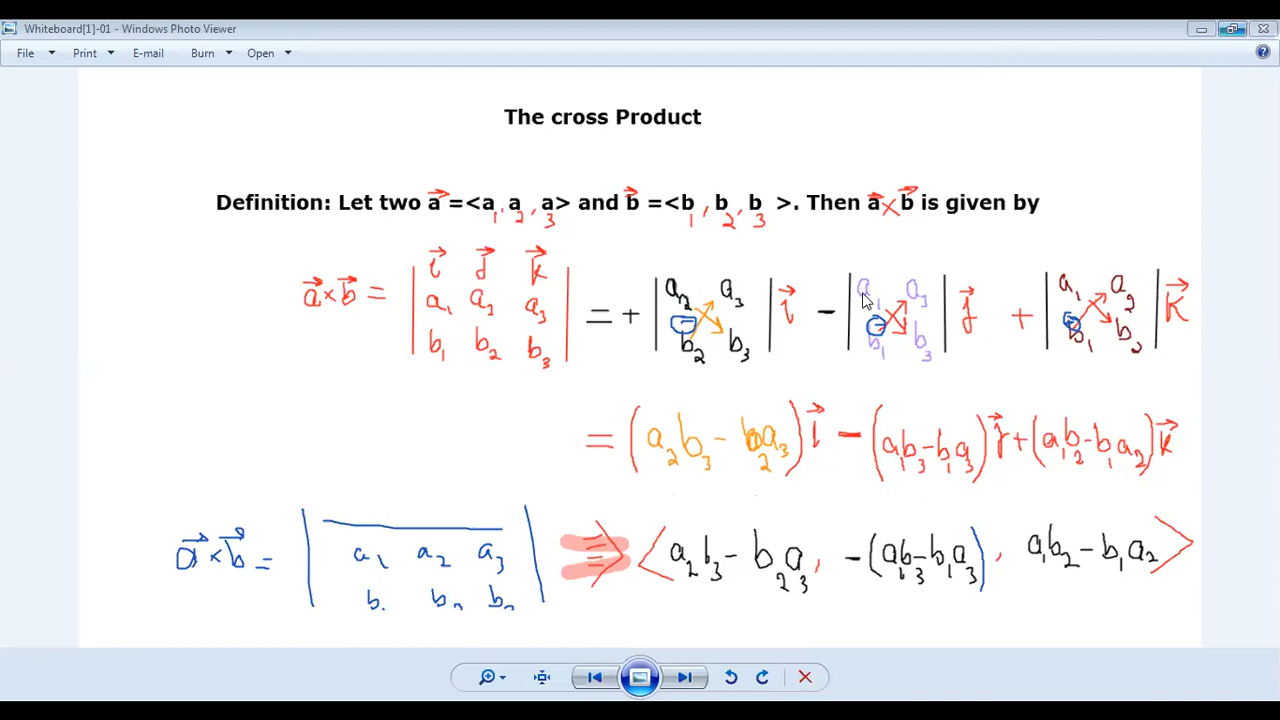 Whiteboard[1]-01 - Windows Photo Viewer
File Print E-mail Burn Open
The cross Product
Definition: Let two a⃗ =<a₁, a₂, a₃> and b⃗ =<b₁, b₂, b₃ >. Then a⃗ × b⃗ is given by
a⃗×b⃗ = | i⃗ j⃗ k⃗ | = + | a₂ a₃ | i⃗ − | a₁ a₃ | j⃗ + | a₁ a₂ | k⃗
| a₁ a₂ a₃ | | b₂ b₃ | | b₁ b₃ | | b₁ b₂ |
| b₁ b₂ b₃ |
= (a₂b₃ − b₂a₃) i⃗ − (a₁b₃ − b₁a₃) j⃗ + (a₁b₂ − b₁a₂) k⃗
a⃗ × b⃗ = | a₁ a₂ a₃ | ⟹ < a₂b₃ − b₂a₃, −(a₁b₃ − b₁a₃), a₁b₂ − b₁a₂ >
| b₁ b₂ b₃ |